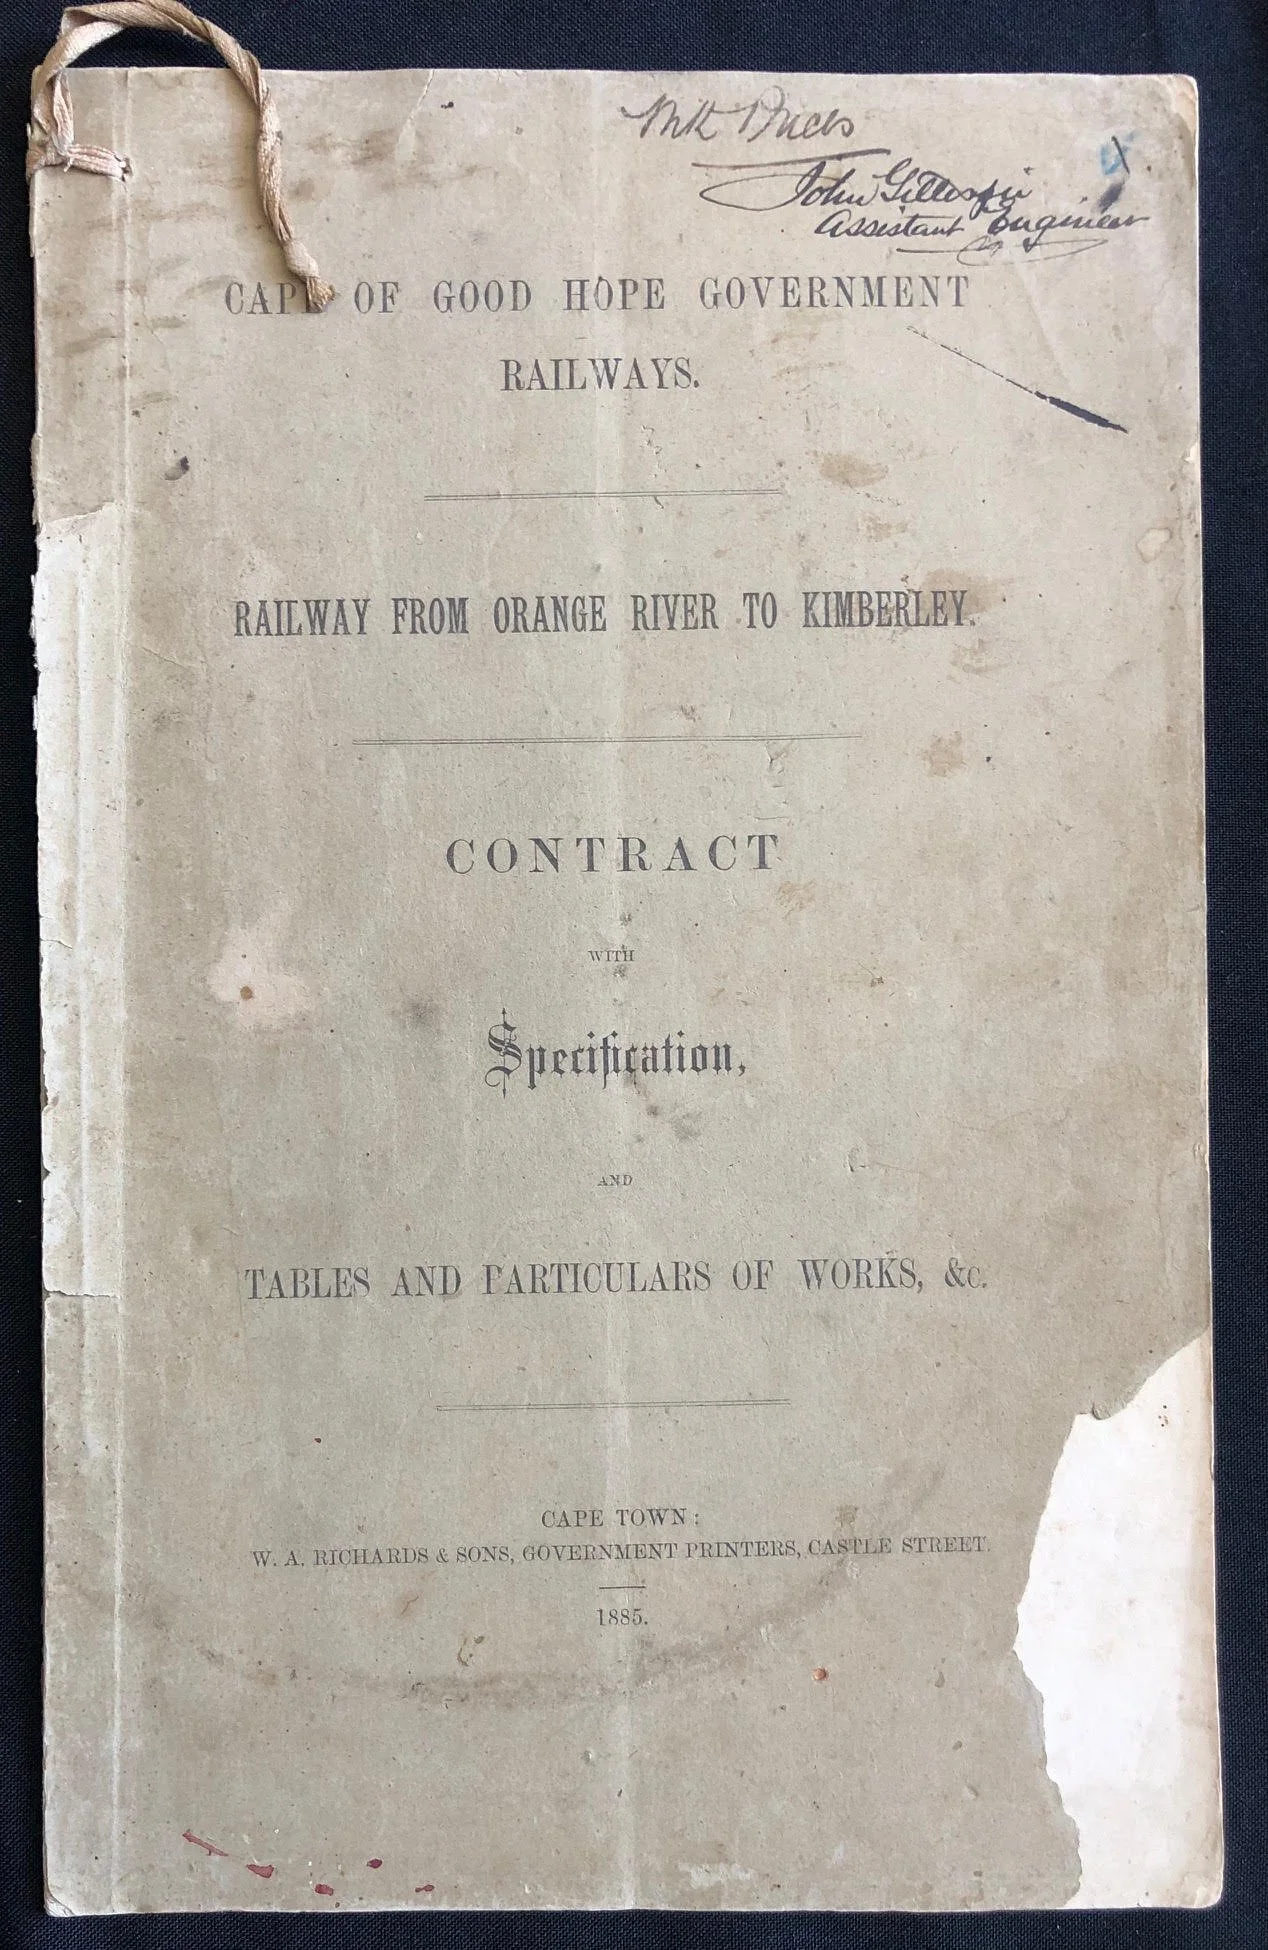 John Gillespie
Assistant Engineer
CAPE OF GOOD HOPE GOVERNMENT
RAILWAYS.
RAILWAY FROM ORANGE RIVER TO KIMBERLEY.
CONTRACT
WITH
Specification,
AND
TABLES AND PARTICULARS OF WORKS, &c.
CAPE TOWN:
W. A. RICHARDS & SONS, GOVERNMENT PRINTERS, CASTLE STREET.
1885.